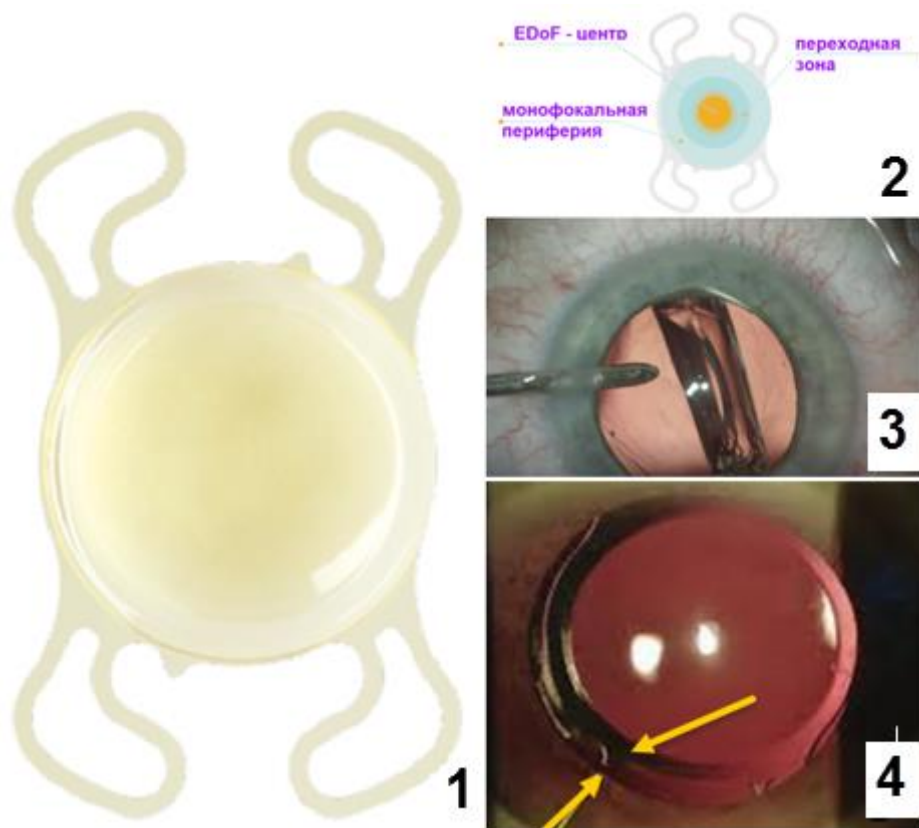 EDoF - центр
переходная
зона
монофокальная
периферия
2
3
1
4